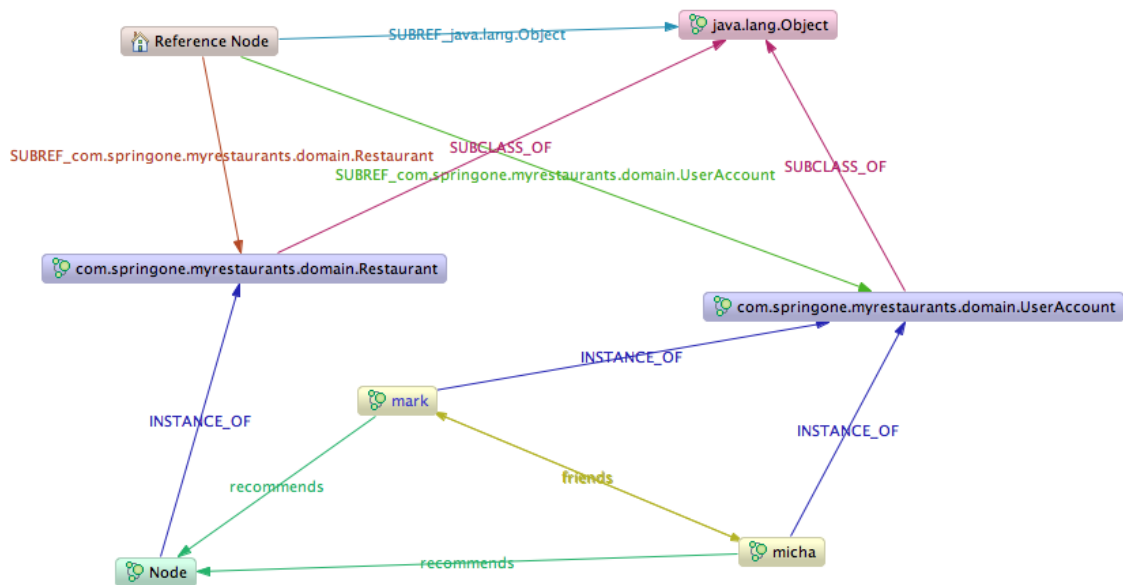 java.lang.Object
Reference Node
SUBREF_java.lang.Object
SUBREF_com.springone.myrestaurants.domain.Restaurant
SUBCLASS_OF
SUBREF_com.springone.myrestaurants.domain.UserAccount
SUBCLASS_OF
com.springone.myrestaurants.domain.Restaurant
com.springone.myrestaurants.domain.UserAccount
INSTANCE_OF
mark
INSTANCE_OF
INSTANCE_OF
friends
recommends
micha
recommends
Node